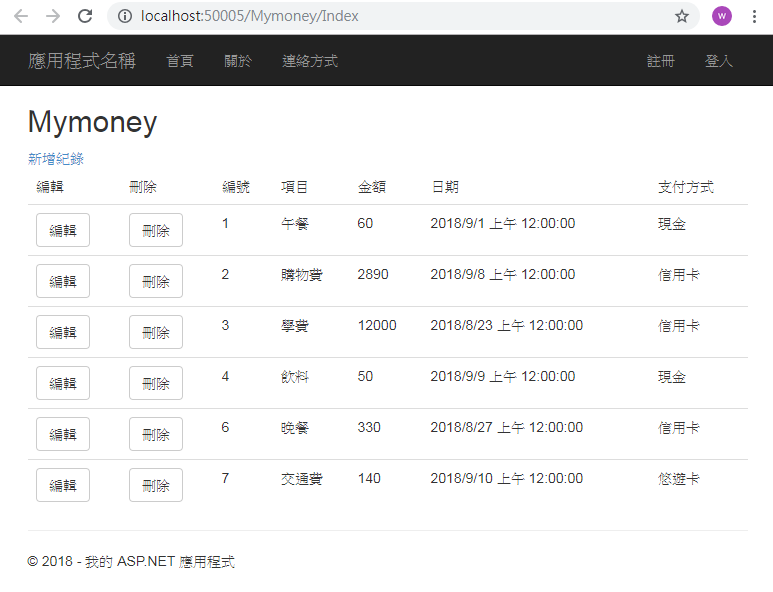 localhost:50005/Mymoney/Index
w
應用程式名稱 首頁 關於 連絡方式 註冊 登入
Mymoney
新增紀錄
編輯 刪除 編號 項目 金額 日期 支付方式
編輯 刪除 1 午餐 60 2018/9/1 上午 12:00:00 現金
編輯 刪除 2 購物費 2890 2018/9/8 上午 12:00:00 信用卡
編輯 刪除 3 學費 12000 2018/8/23 上午 12:00:00 信用卡
編輯 刪除 4 飲料 50 2018/9/9 上午 12:00:00 現金
編輯 刪除 6 晚餐 330 2018/8/27 上午 12:00:00 信用卡
編輯 刪除 7 交通費 140 2018/9/10 上午 12:00:00 悠遊卡
© 2018 - 我的 ASP.NET 應用程式